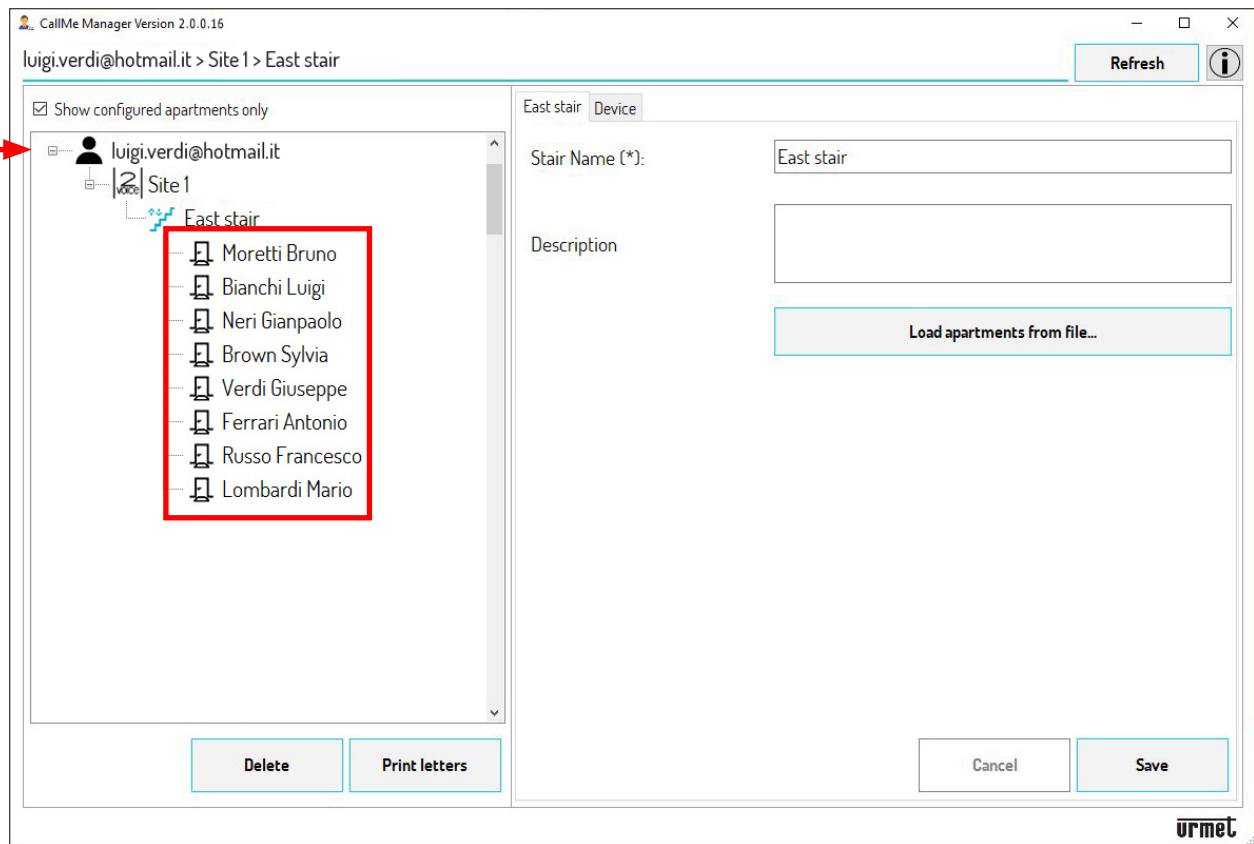 CallMe Manager Version 2.0.0.16
luigi.verdi@hotmail.it > Site 1 > East stair
Refresh
Show configured apartments only
luigi.verdi@hotmail.it
2 VOICE
Site 1
East stair
Moretti Bruno
Bianchi Luigi
Neri Gianpaolo
Brown Sylvia
Verdi Giuseppe
Ferrari Antonio
Russo Francesco
Lombardi Mario
Delete
Print letters
East stair
Device
Stair Name (*):
East stair
Description
Load apartments from file...
Cancel
Save
urmet